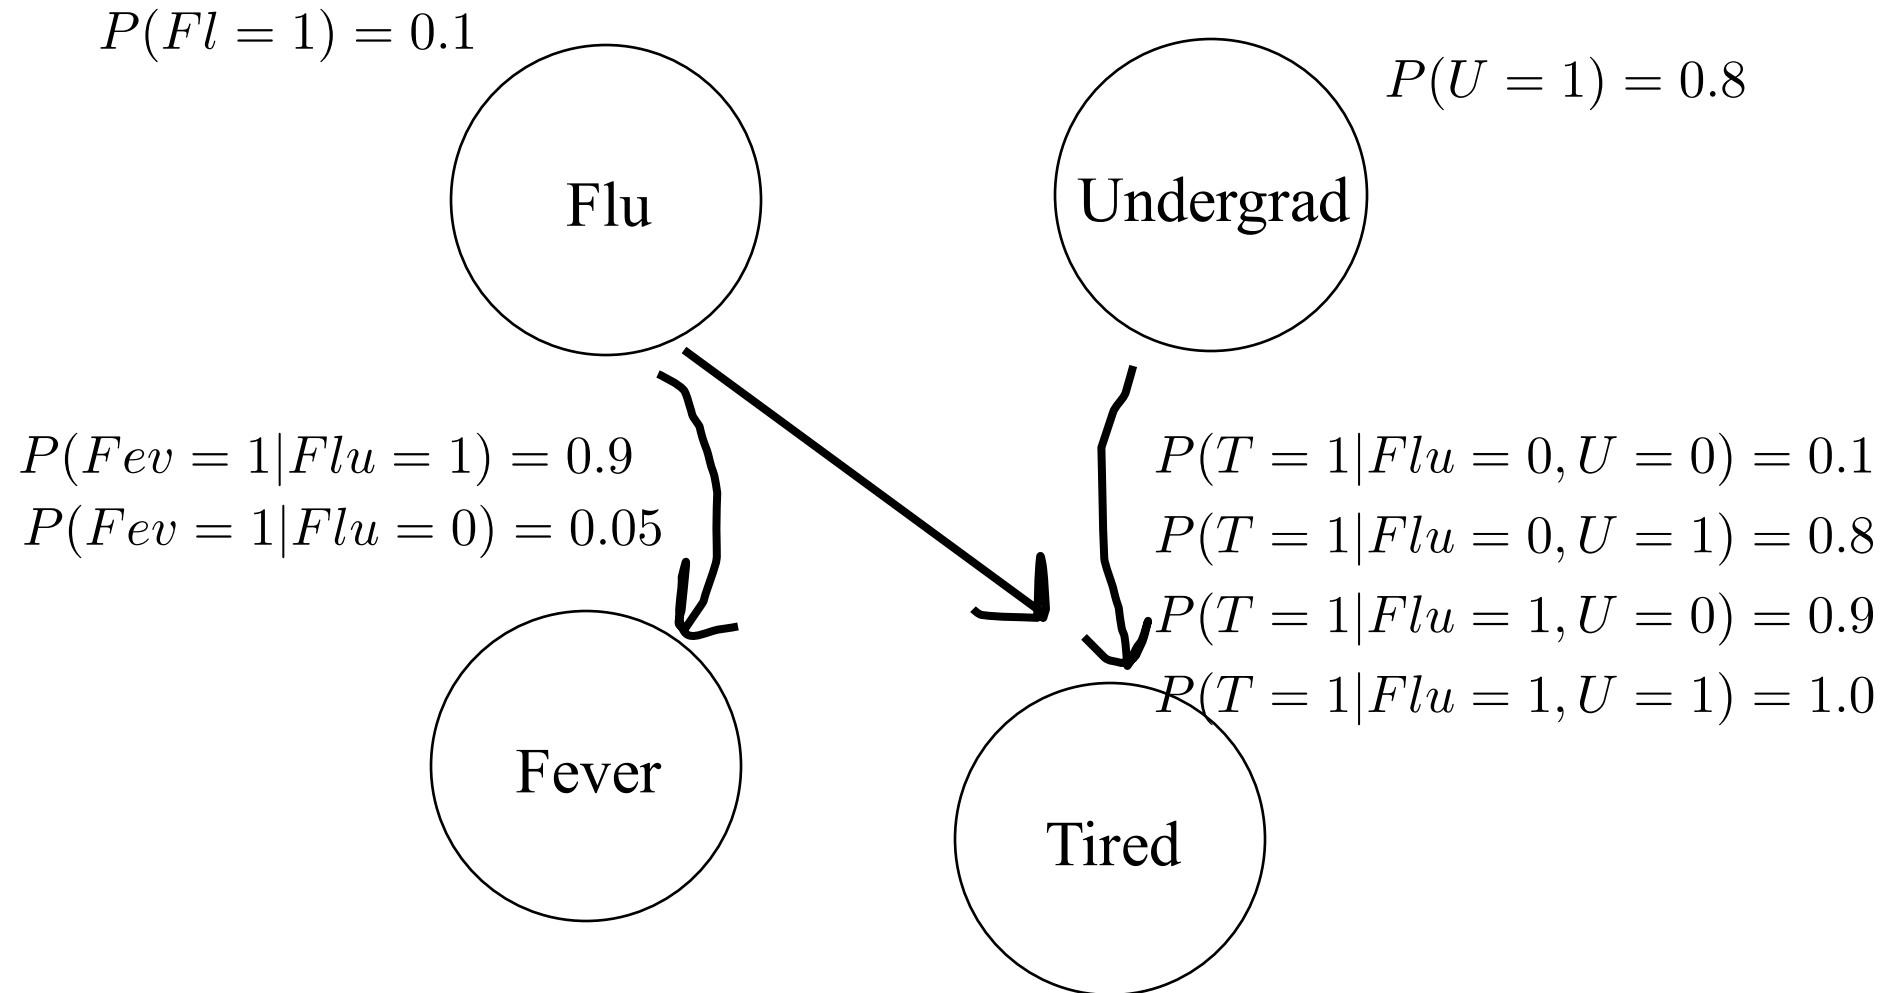 P(Fl = 1) = 0.1
P(U = 1) = 0.8
Flu
Undergrad
P(Fev = 1|Flu = 1) = 0.9
P(Fev = 1|Flu = 0) = 0.05
P(T = 1|Flu = 0, U = 0) = 0.1
P(T = 1|Flu = 0, U = 1) = 0.8
P(T = 1|Flu = 1, U = 0) = 0.9
P(T = 1|Flu = 1, U = 1) = 1.0
Fever
Tired